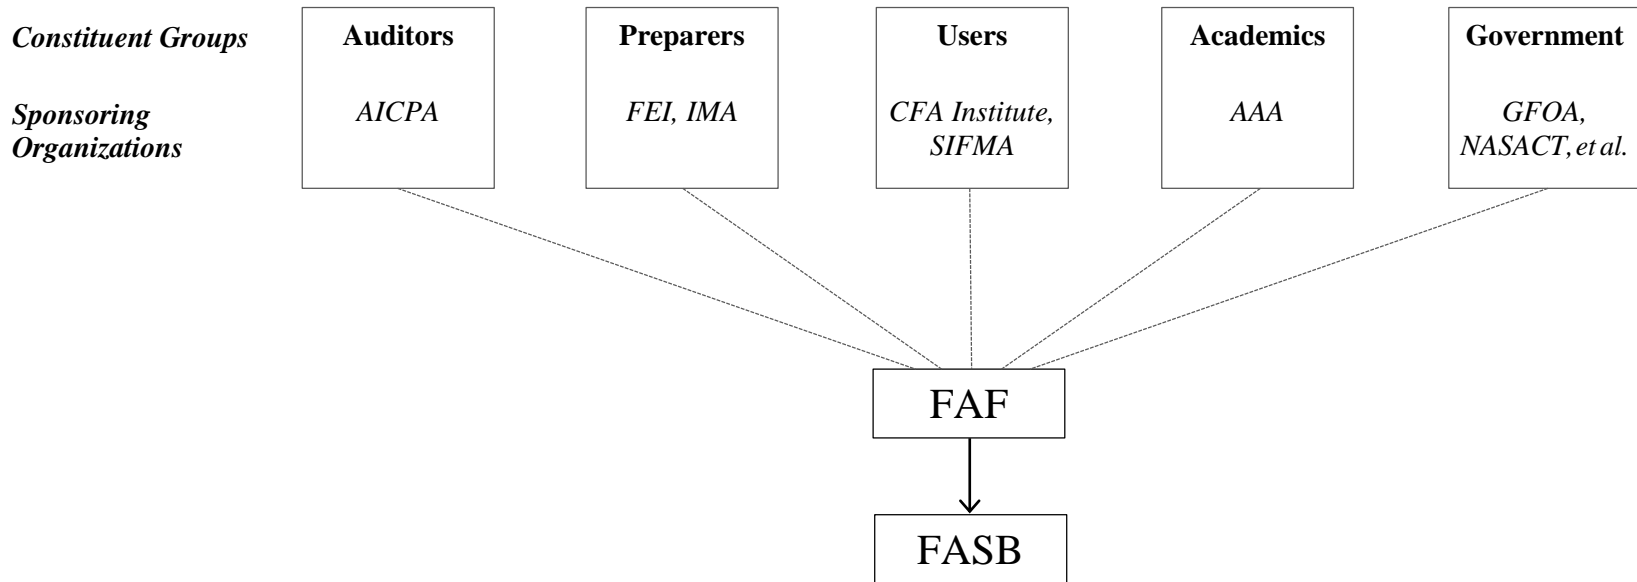 Constituent Groups
Auditors
Preparers
Users
Academics
Government
Sponsoring
Organizations
AICPA
FEI, IMA
CFA Institute,
SIFMA
AAA
GFOA,
NASACT, et al.
FAF
FASB